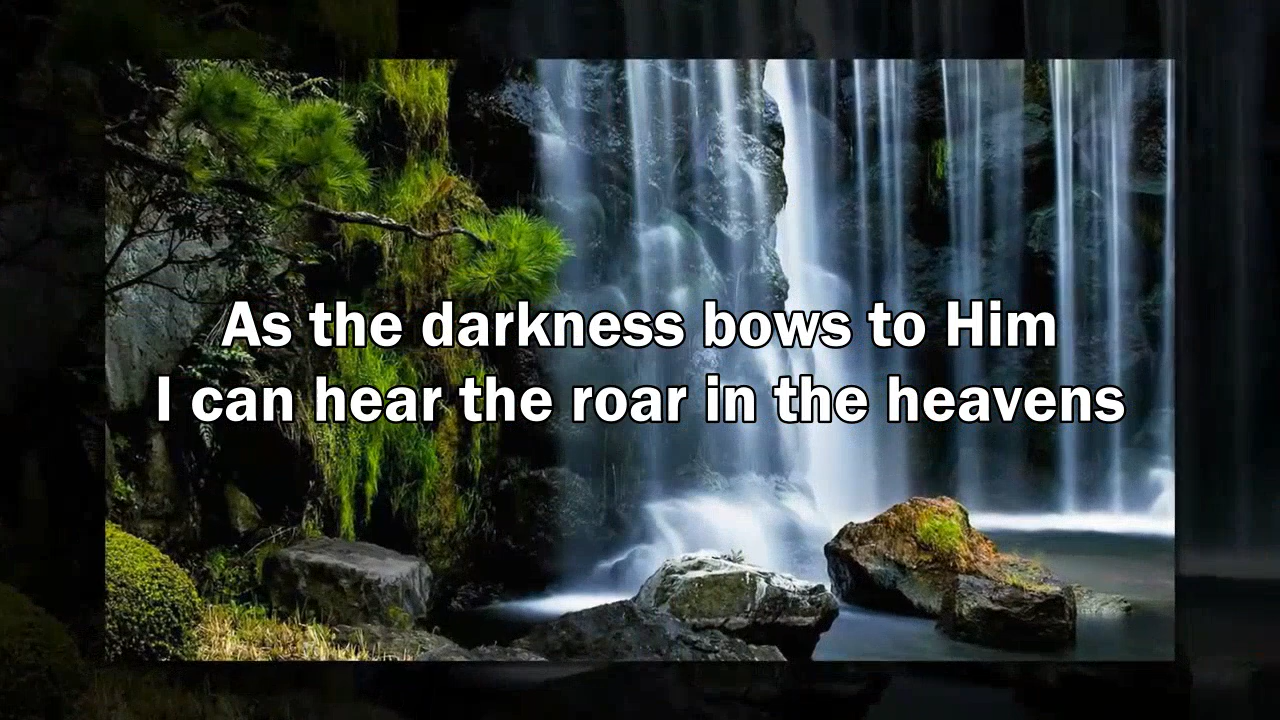 As the darkness bows to Him
I can hear the roar in the heavens